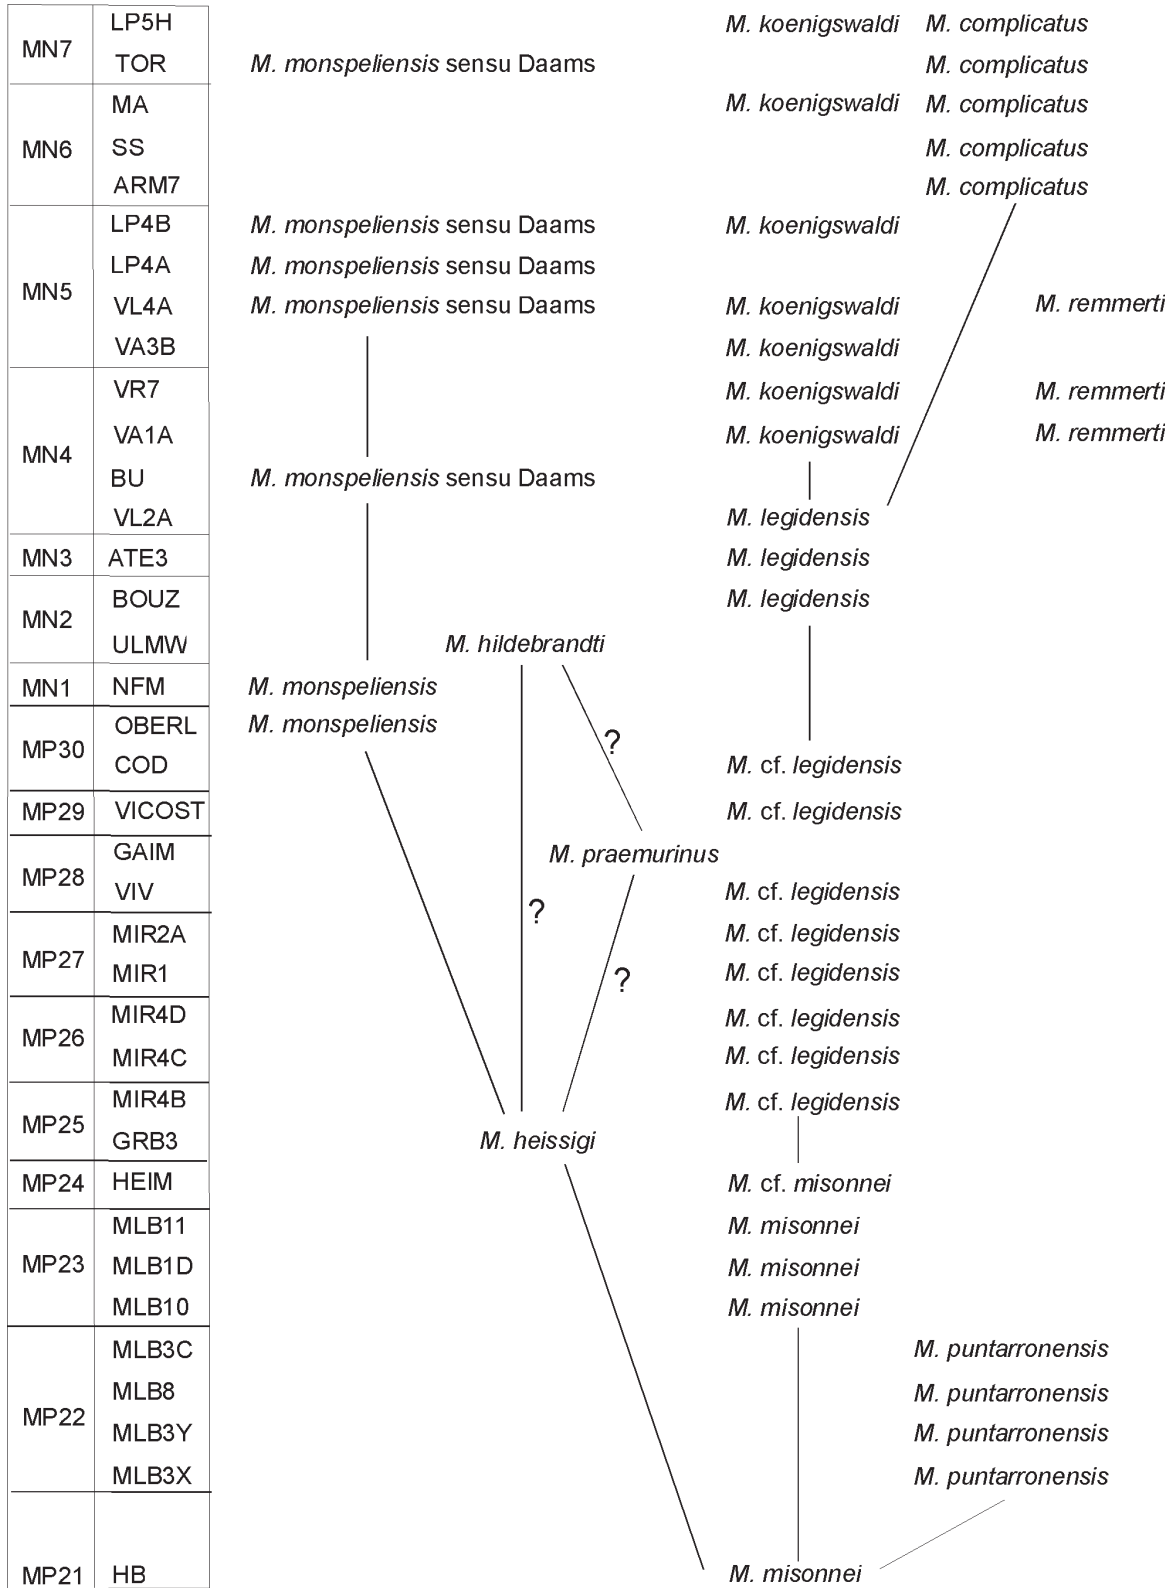 MN7
LP5H M. koenigswaldi M. complicatus
TOR M. monspeliensis sensu Daams M. complicatus
MN6
MA M. koenigswaldi M. complicatus
SS M. complicatus
ARM7 M. complicatus
MN5
LP4B M. monspeliensis sensu Daams M. koenigswaldi
LP4A M. monspeliensis sensu Daams
VL4A M. monspeliensis sensu Daams M. koenigswaldi M. remmerti
VA3B M. koenigswaldi
MN4
VR7 M. koenigswaldi M. remmerti
VA1A M. koenigswaldi M. remmerti
BU M. monspeliensis sensu Daams
VL2A M. legidensis
MN3 ATE3 M. legidensis
MN2
BOUZ M. legidensis
ULMW M. hildebrandti
MN1 NFM M. monspeliensis
MP30
OBERL M. monspeliensis
?
COD M. cf. legidensis
MP29 VICOST M. cf. legidensis
MP28
GAIM M. praemurinus
VIV M. cf. legidensis
?
MP27
MIR2A M. cf. legidensis
MIR1 M. cf. legidensis
?
MP26
MIR4D M. cf. legidensis
MIR4C M. cf. legidensis
MP25
MIR4B M. cf. legidensis
GRB3 M. heissigi
MP24 HEIM M. cf. misonnei
MP23
MLB11 M. misonnei
MLB1D M. misonnei
MLB10 M. misonnei
MP22
MLB3C M. puntarronensis
MLB8 M. puntarronensis
MLB3Y M. puntarronensis
MLB3X M. puntarronensis
MP21 HB M. misonnei